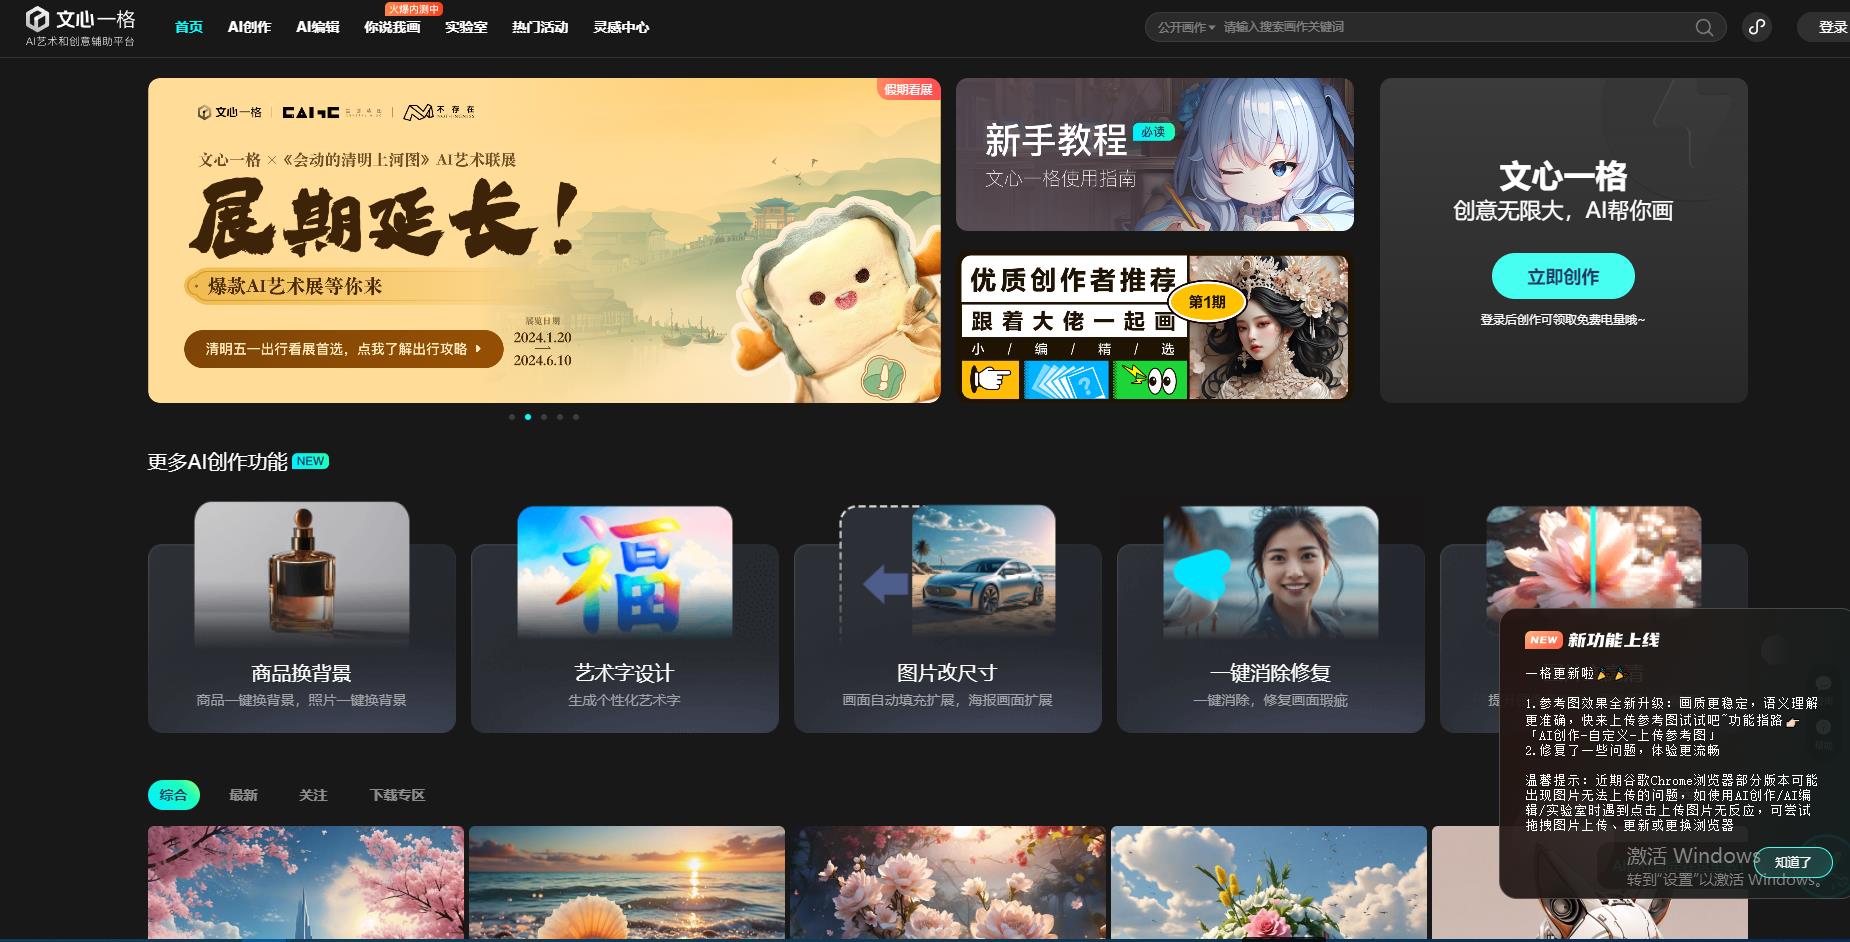 文心一格
AI艺术和创意辅助平台
首页
AI创作
AI编辑
火爆内测中
你说我画
实验室
热门活动
灵感中心
公开画作
请输入搜索画作关键词
登录
假期看展
文心一格
不存在
NOTHINGNESS
文心一格 × 《会动的清明上河图》 AI艺术联展
展期延长！
爆款AI艺术展等你来
清明五一出行看展首选，点我了解出行攻略
展览日期
2024.1.20
2024.6.10
新手教程
必读
文心一格使用指南
优质创作者推荐
第1期
跟着大佬一起画
小 / 编 / 精 / 选
文心一格
创意无限大，AI帮你画
立即创作
登录后创作可领取免费电量哦~
更多AI创作功能
NEW
商品换背景
商品一键换背景，照片一键换背景
艺术字设计
生成个性化艺术字
图片改尺寸
画面自动填充扩展，海报画面扩展
一键消除修复
一键消除，修复画面瑕疵
NEW
新功能上线
一格更新啦🎉🎉
1.参考图效果全新升级：画质更稳定，语义理解
更准确，快来上传参考图试试吧~功能指路👉
「AI创作-自定义-上传参考图」
2.修复了一些问题，体验更流畅
温馨提示：近期谷歌Chrome浏览器部分版本可能
出现图片无法上传的问题，如使用AI创作/AI编
辑/实验室时遇到点击上传图片无反应，可尝试
拖拽图片上传、更新或更换浏览器
知道了
激活 Windows
转到“设置”以激活 Windows。
综合
最新
关注
下载专区